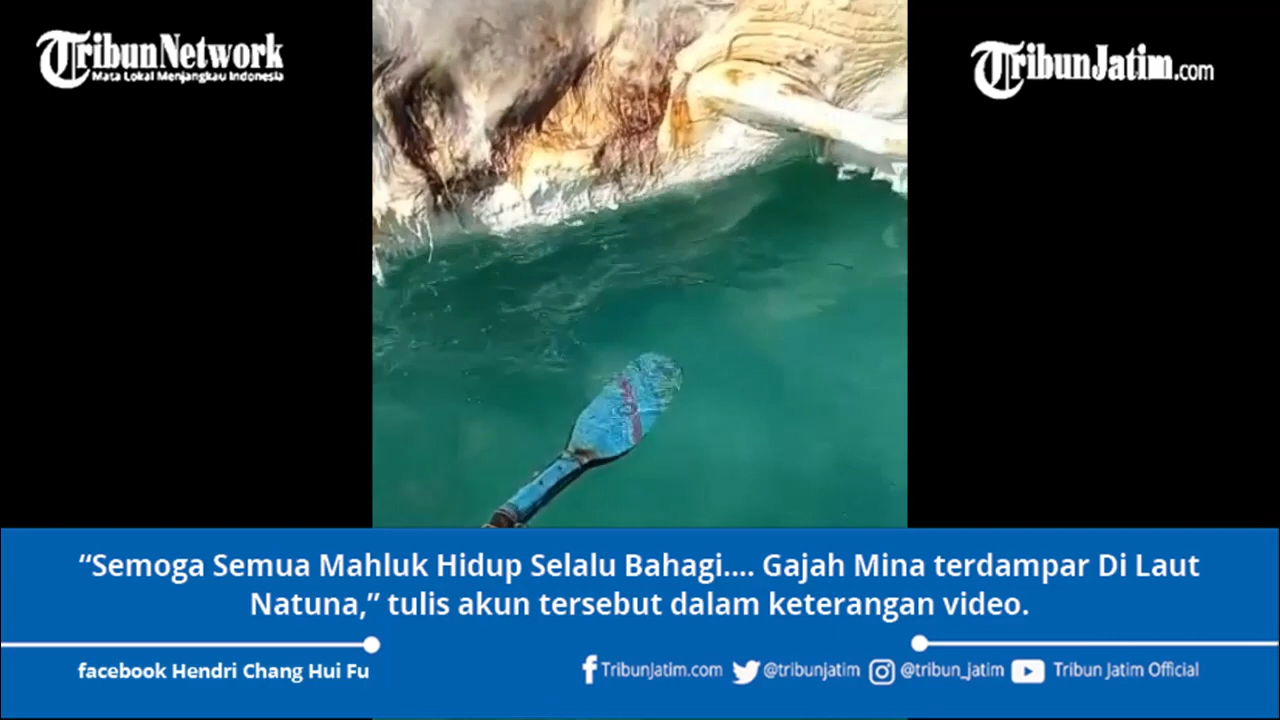 TribunNetwork
Mata Lokal Menjangkau Indonesia
TribunJatim.com
“Semoga Semua Mahluk Hidup Selalu Bahagi.... Gajah Mina terdampar Di Laut
Natuna,” tulis akun tersebut dalam keterangan video.
facebook Hendri Chang Hui Fu
TribunJatim.com @tribunjatim @tribun_jatim Tribun Jatim Official